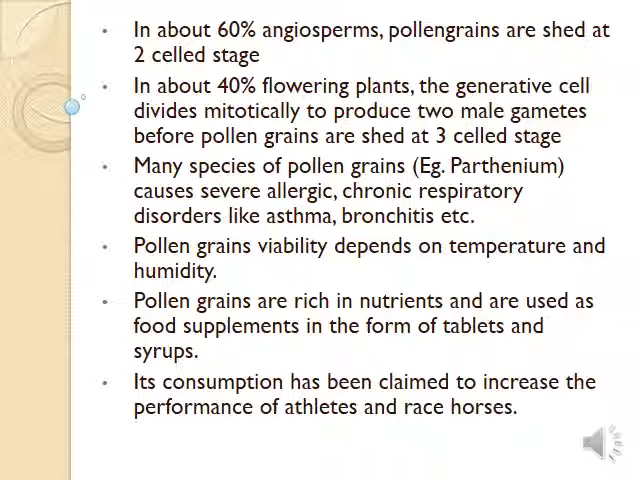 • In about 60% angiosperms, pollengrains are shed at
2 celled stage
• In about 40% flowering plants, the generative cell
divides mitotically to produce two male gametes
before pollen grains are shed at 3 celled stage
• Many species of pollen grains (Eg. Parthenium)
causes severe allergic, chronic respiratory
disorders like asthma, bronchitis etc.
• Pollen grains viability depends on temperature and
humidity.
• Pollen grains are rich in nutrients and are used as
food supplements in the form of tablets and
syrups.
• Its consumption has been claimed to increase the
performance of athletes and race horses.